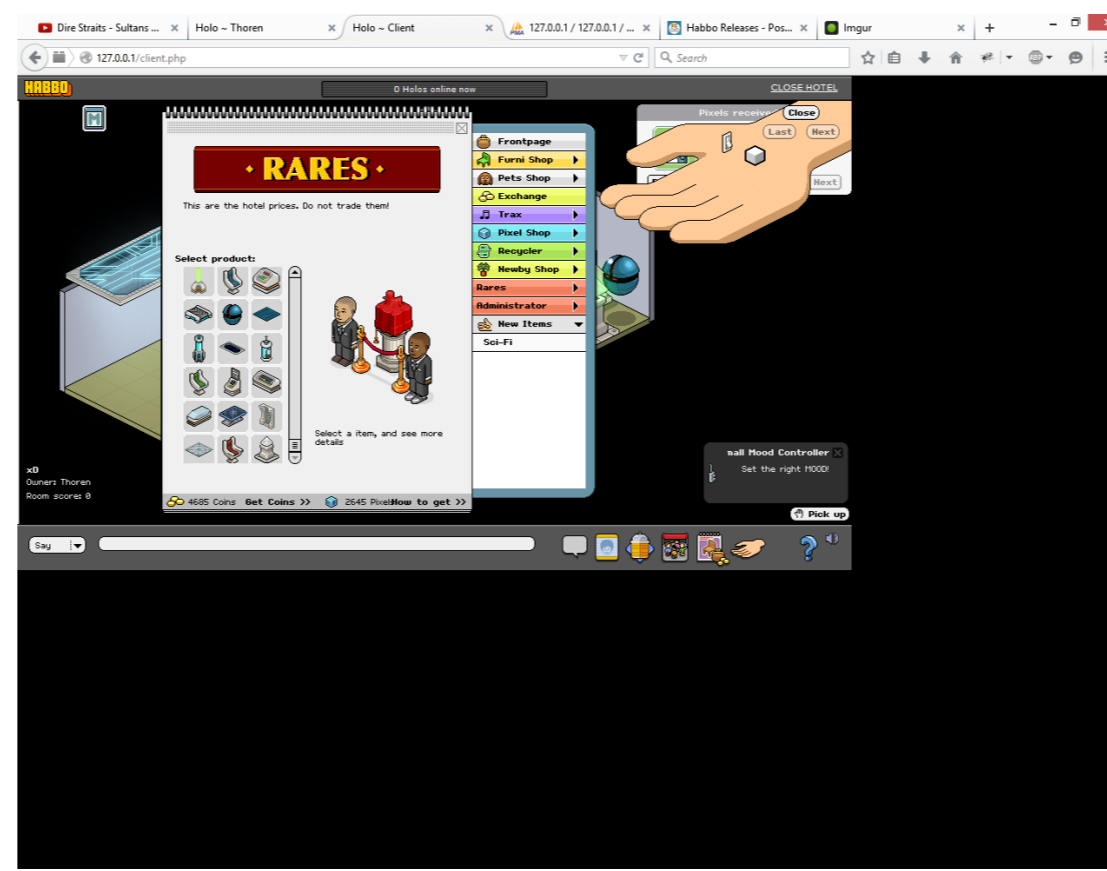 Dire Straits - Sultans ...
Holo ~ Thoren
Holo ~ Client
PMA
127.0.0.1 / 127.0.0.1 / ...
Habbo Releases - Pos...
Imgur
127.0.0.1/client.php
Search
HABBO
0 Holos online now
CLOSE HOTEL
M
Pixels receive
Close
Last
Next
Next
RARES
This are the hotel prices. Do not trade them!
Select product:
Select a item, and see more
details
4685 Coins
Get Coins >>
2645 Pixel
How to get >>
Frontpage
Furni Shop
Pets Shop
Exchange
Trax
Pixel Shop
Recycler
Newby Shop
Rares
Administrator
New Items
Sci-Fi
xD
Owner: Thoren
Room score: 0
mall Mood Controller
Set the right MOOD!
Pick up
Say